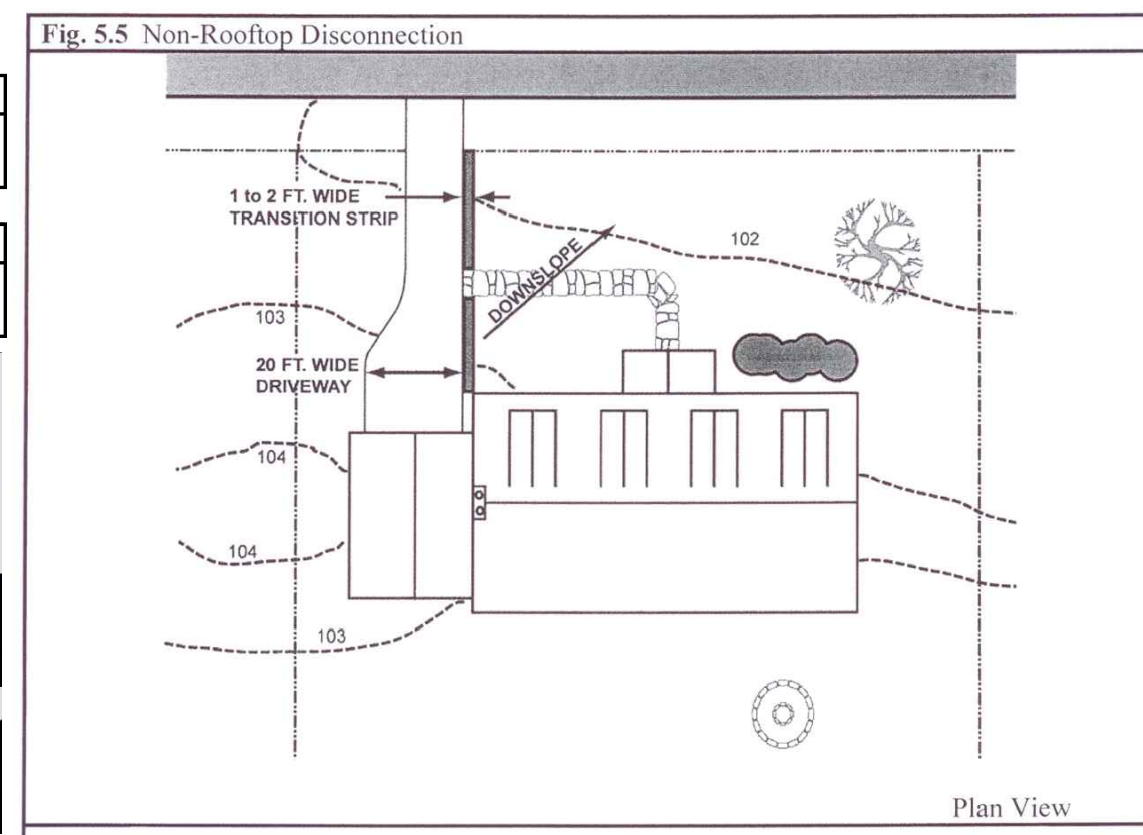 Fig. 5.5 Non-Rooftop Disconnection
1 to 2 FT. WIDE
TRANSITION STRIP
102
DOWNSLOPE
103
20 FT. WIDE
DRIVEWAY
104
104
103
Plan View